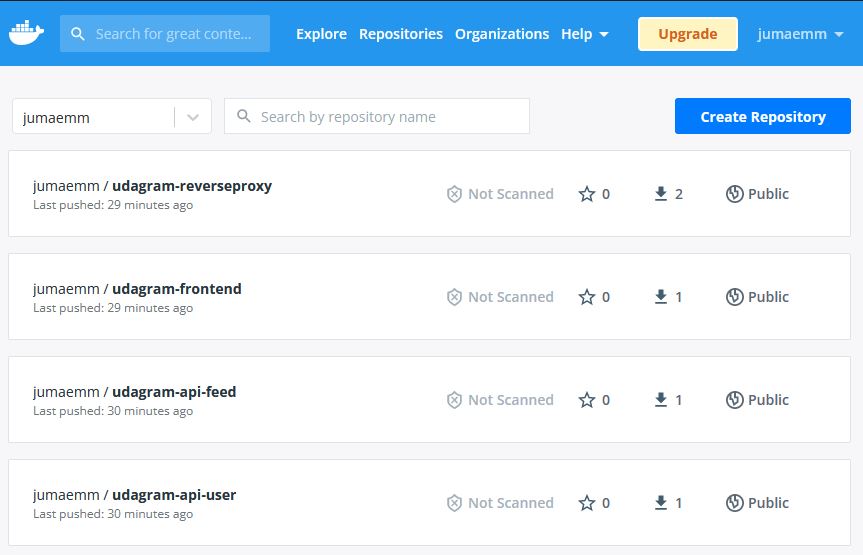 Search for great conte... Explore Repositories Organizations Help Upgrade jumaemm
jumaemm Search by repository name Create Repository
jumaemm / udagram-reverseproxy Not Scanned 0 2 Public
Last pushed: 29 minutes ago
jumaemm / udagram-frontend Not Scanned 0 1 Public
Last pushed: 29 minutes ago
jumaemm / udagram-api-feed Not Scanned 0 1 Public
Last pushed: 30 minutes ago
jumaemm / udagram-api-user Not Scanned 0 1 Public
Last pushed: 30 minutes ago